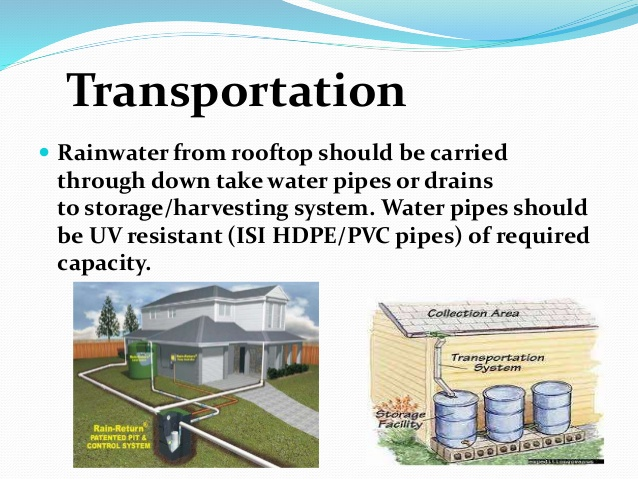 Transportation
Rainwater from rooftop should be carried
through down take water pipes or drains
to storage/harvesting system. Water pipes should
be UV resistant (ISI HDPE/PVC pipes) of required
capacity.
Rain-Return
PATENTED PIT &
CONTROL SYSTEM
Collection Area
Transportation
System
Storage
Facility